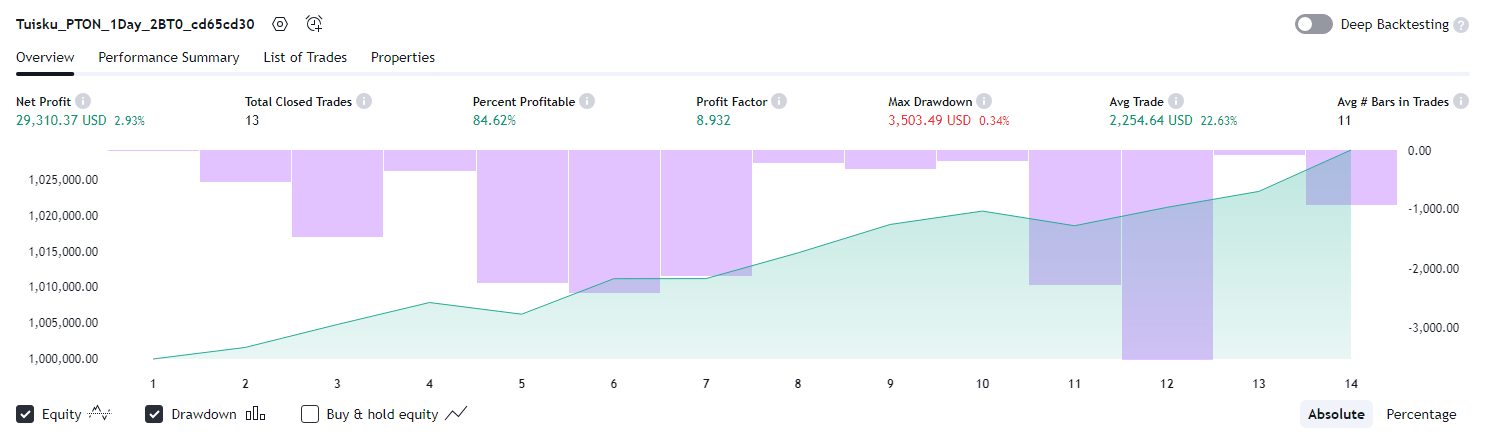 Tuisku_PTON_1Day_2BT0_cd65cd30
Deep Backtesting ?
Overview Performance Summary List of Trades Properties
Net Profit Total Closed Trades Percent Profitable Profit Factor Max Drawdown Avg Trade Avg # Bars in Trades
29,310.37 USD 2.93% 13 84.62% 8.932 3,503.49 USD 0.34% 2,254.64 USD 22.63% 11
0.00
1,025,000.00
1,020,000.00 -1,000.00
1,015,000.00
-2,000.00
1,010,000.00
1,005,000.00 -3,000.00
1,000,000.00
1 2 3 4 5 6 7 8 9 10 11 12 13 14
Equity Drawdown Buy & hold equity Absolute Percentage